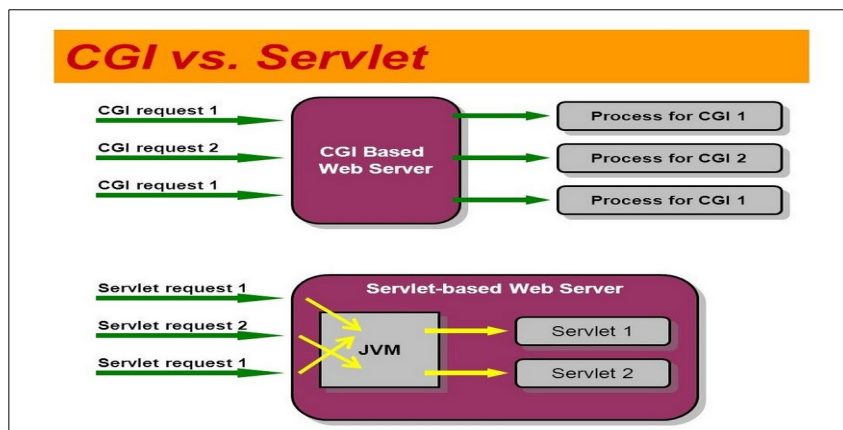 CGI vs. Servlet
CGI request 1
CGI request 2
CGI request 1
CGI Based
Web Server
Process for CGI 1
Process for CGI 2
Process for CGI 1
Servlet request 1
Servlet request 2
Servlet request 1
Servlet-based Web Server
JVM
Servlet 1
Servlet 2